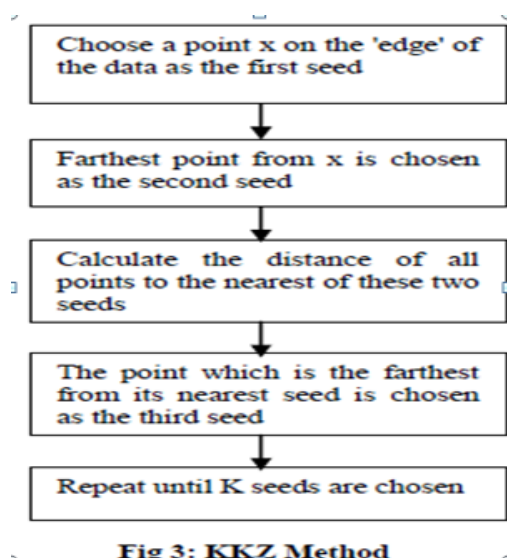 Choose a point x on the 'edge' of
the data as the first seed
Farthest point from x is chosen
as the second seed
Calculate the distance of all
points to the nearest of these two
seeds
The point which is the farthest
from its nearest seed is chosen
as the third seed
Repeat until K seeds are chosen
Fig 3: KKZ Method